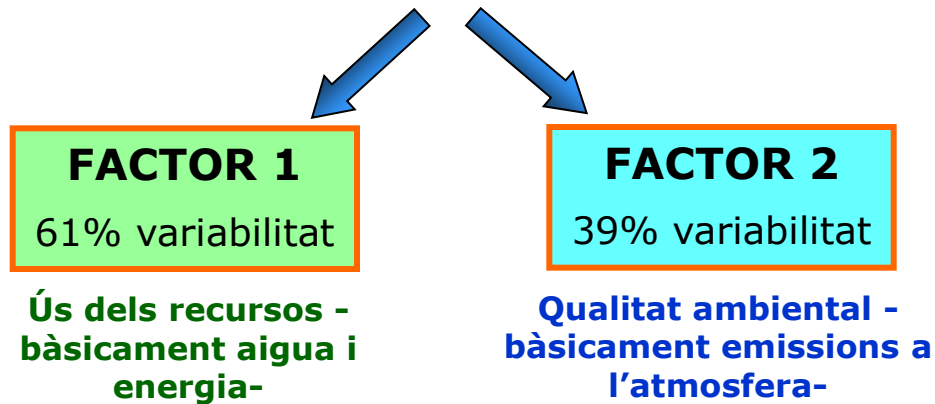 FACTOR 1
61% variabilitat
Ús dels recursos -
bàsicament aigua i
energia-
FACTOR 2
39% variabilitat
Qualitat ambiental -
bàsicament emissions a
l’atmosfera-